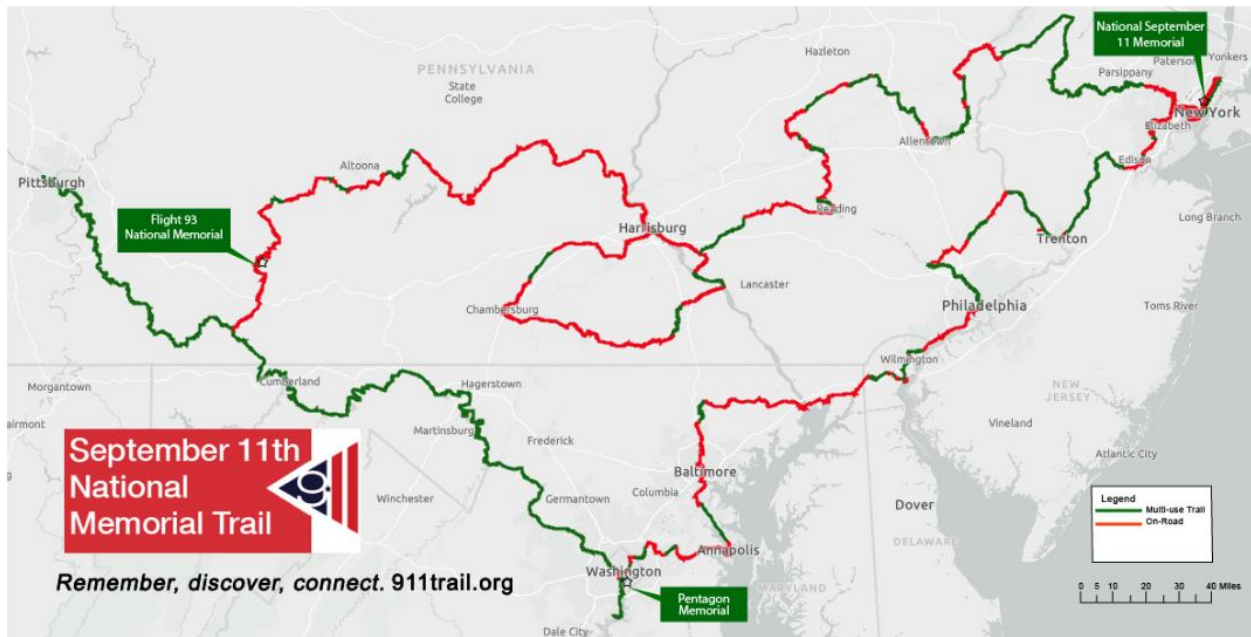 National September
11 Memorial
Hazleton
Paterson
Yonkers
PENNSYLVANIA
Parsippany
State
College
New York
Elizabeth
Allentown
Altoona
Edison
Pittsburgh
Flight 93
National Memorial
Reading
Long Branch
Harrisburg
Trenton
Lancaster
Chambersburg
Philadelphia
Toms River
Wilmington
Morgantown
Cumberland
Hagerstown
NEW
JERSEY
Fairmont
Martinsburg
Vineland
September 11th
National
Memorial Trail
Frederick
Atlantic City
Baltimore
Winchester
Germantown
Columbia
Dover
Legend
Multi-use Trail
On-Road
Annapolis
DELAWARE
Remember, discover, connect. 911trail.org
Washington
MARYLAND
Pentagon
Memorial
0 5 10 20 30 40 Miles
Dale City